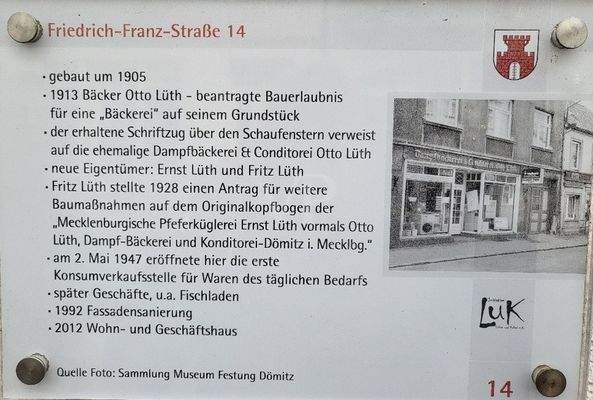 Friedrich-Franz-Straße 14
· gebaut um 1905
· 1913 Bäcker Otto Lüth - beantragte Bauerlaubnis
für eine „Bäckerei“ auf seinem Grundstück
· der erhaltene Schriftzug über den Schaufenstern verweist
auf die ehemalige Dampfbäckerei & Conditorei Otto Lüth
· neue Eigentümer: Ernst Lüth und Fritz Lüth
· Fritz Lüth stellte 1928 einen Antrag für weitere
Baumaßnahmen auf dem Originalkopfbogen der
„Mecklenburgische Pfeferküglerei Ernst Lüth vormals Otto
Lüth, Dampf-Bäckerei und Konditorei-Dömitz i. Mecklbg.“
· am 2. Mai 1947 eröffnete hier die erste
Konsumverkaufsstelle für Waren des täglichen Bedarfs
· später Geschäfte, u.a. Fischladen
· 1992 Fassadensanierung
· 2012 Wohn- und Geschäftshaus
Quelle Foto: Sammlung Museum Festung Dömitz
LuK
14